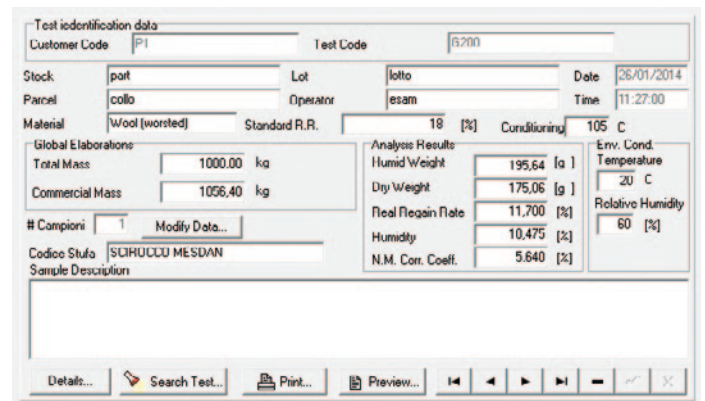 Test iedentification data
Customer Code P1 Test Code G200
Stock part Lot lotto Date 26/01/2014
Parcel collo Operator esam Time 11:27:00
Material Wool (worsted) Standard R.R. 18 [%] Conditioning 105 C
Global Elaborations Analysis Results Env. Cond.
Total Mass 1000.00 kg Humid Weight 195,64 [g ] Temperature
20 C
Commercial Mass 1056,40 kg Dry Weight 175,06 [g ]
Real Regain Rate 11,700 [%] Relative Humidity
# Campioni 1 Modify Data... Humidity 10,475 [%] 60 [%]
Codice Stufa SCIROCCO MESDAN N.M. Corr. Coeff. 5.640 [%]
Sample Description
Details... Search Test... Print... Preview...